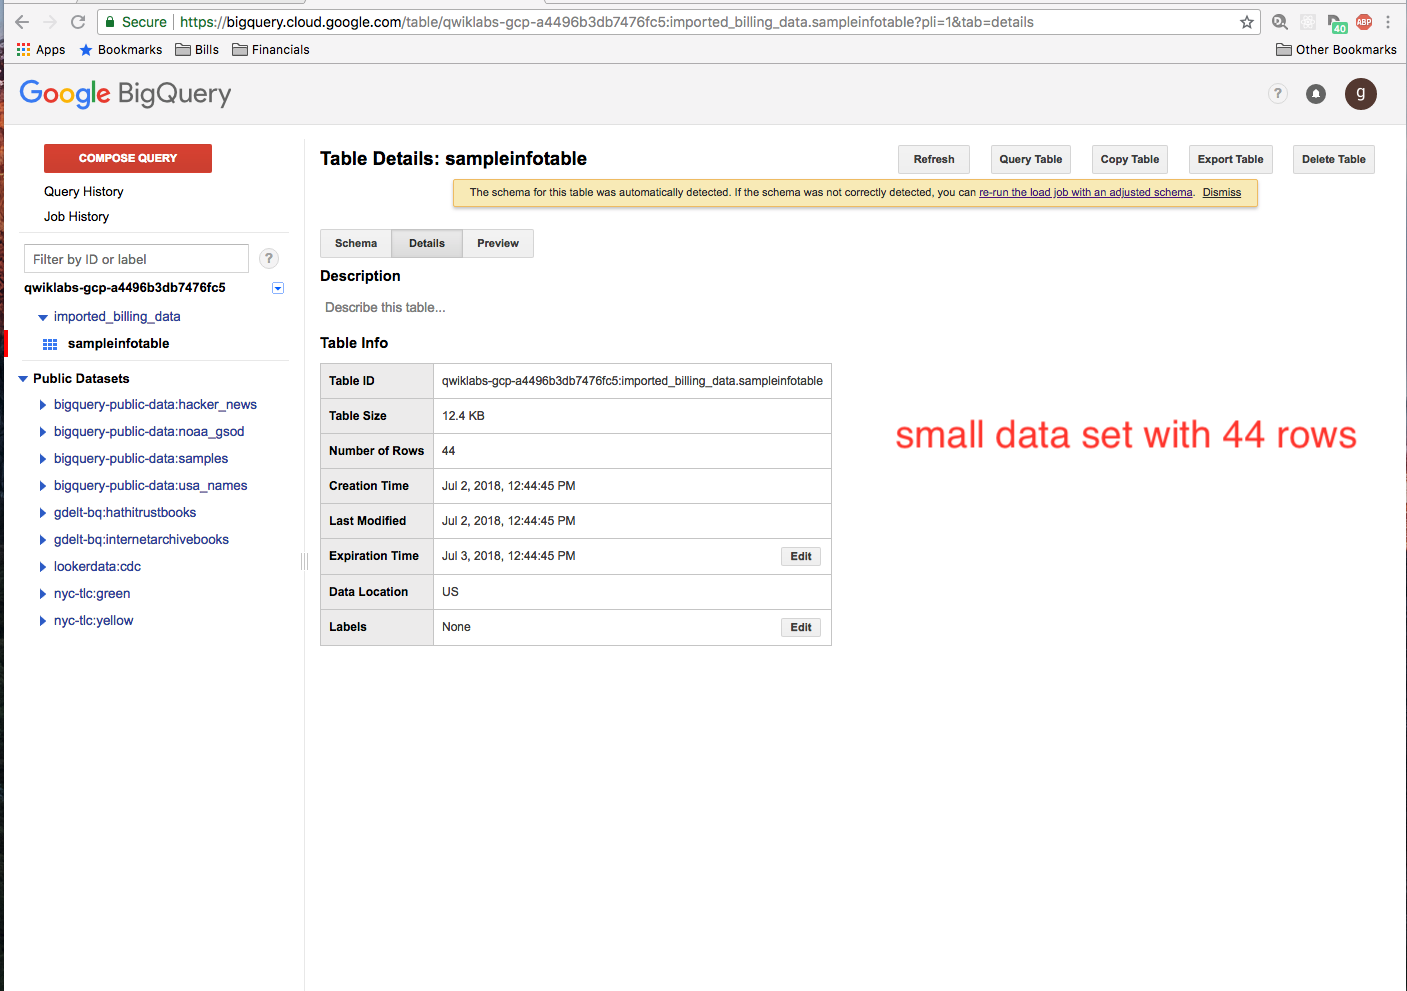 Secure https://bigquery.cloud.google.com/table/qwiklabs-gcp-a4496b3db7476fc5:imported_billing_data.sampleinfotable?pli=1&tab=details
40
ABP
Apps Bookmarks Bills Financials Other Bookmarks
Google BigQuery
? g
COMPOSE QUERY
Query History
Job History
Filter by ID or label ?
qwiklabs-gcp-a4496b3db7476fc5
imported_billing_data
sampleinfotable
Public Datasets
bigquery-public-data:hacker_news
bigquery-public-data:noaa_gsod
bigquery-public-data:samples
bigquery-public-data:usa_names
gdelt-bq:hathitrustbooks
gdelt-bq:internetarchivebooks
lookerdata:cdc
nyc-tlc:green
nyc-tlc:yellow
Table Details: sampleinfotable
Refresh Query Table Copy Table Export Table Delete Table
The schema for this table was automatically detected. If the schema was not correctly detected, you can re-run the load job with an adjusted schema. Dismiss
Schema Details Preview
Description
Describe this table...
Table Info
Table ID qwiklabs-gcp-a4496b3db7476fc5:imported_billing_data.sampleinfotable
Table Size 12.4 KB
Number of Rows 44
Creation Time Jul 2, 2018, 12:44:45 PM
Last Modified Jul 2, 2018, 12:44:45 PM
Expiration Time Jul 3, 2018, 12:44:45 PM Edit
Data Location US
Labels None Edit
small data set with 44 rows